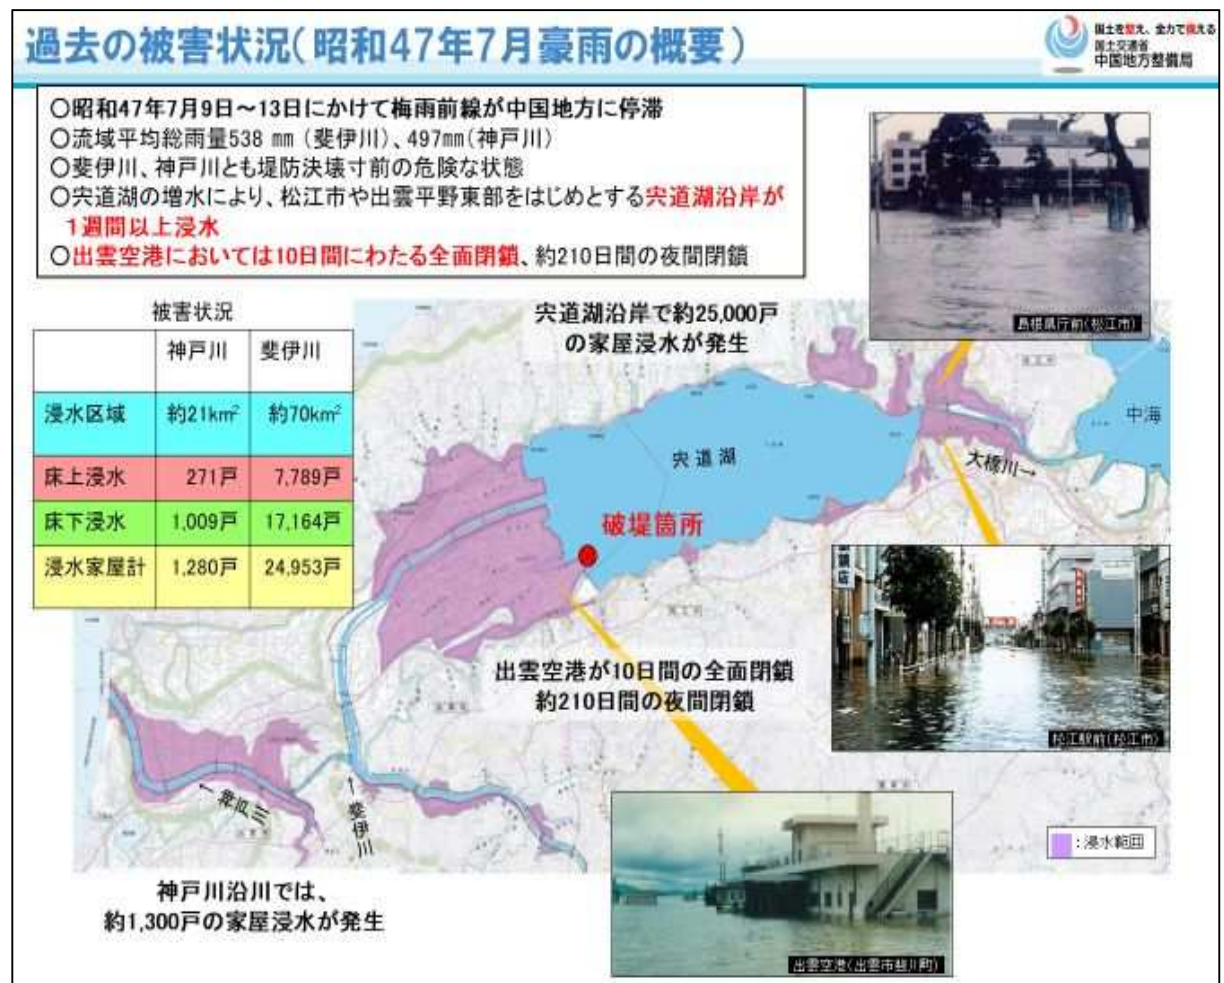 過去の被害状況(昭和47年7月豪雨の概要)
国土を整え、全力で備える
国土交通省
中国地方整備局
○昭和47年7月9日～13日にかけて梅雨前線が中国地方に停滞
○流域平均総雨量538 ㎜ (斐伊川)、497㎜(神戸川)
○斐伊川、神戸川とも堤防決壊寸前の危険な状態
○宍道湖の増水により、松江市や出雲平野東部をはじめとする宍道湖沿岸が
1週間以上浸水
○出雲空港においては10日間にわたる全面閉鎖、約210日間の夜間閉鎖
島根県庁前(松江市)
被害状況
神戸川 斐伊川
浸水区域 約21km² 約70km²
床上浸水 271戸 7,789戸
床下浸水 1,009戸 17,164戸
浸水家屋計 1,280戸 24,953戸
宍道湖沿岸で約25,000戸
の家屋浸水が発生
中海
宍道湖
大橋川→
破堤箇所
松江駅前(松江市)
出雲空港が10日間の全面閉鎖
約210日間の夜間閉鎖
←神戸川
←斐伊川
:浸水範囲
神戸川沿川では、
約1,300戸の家屋浸水が発生
出雲空港(出雲市斐川町)